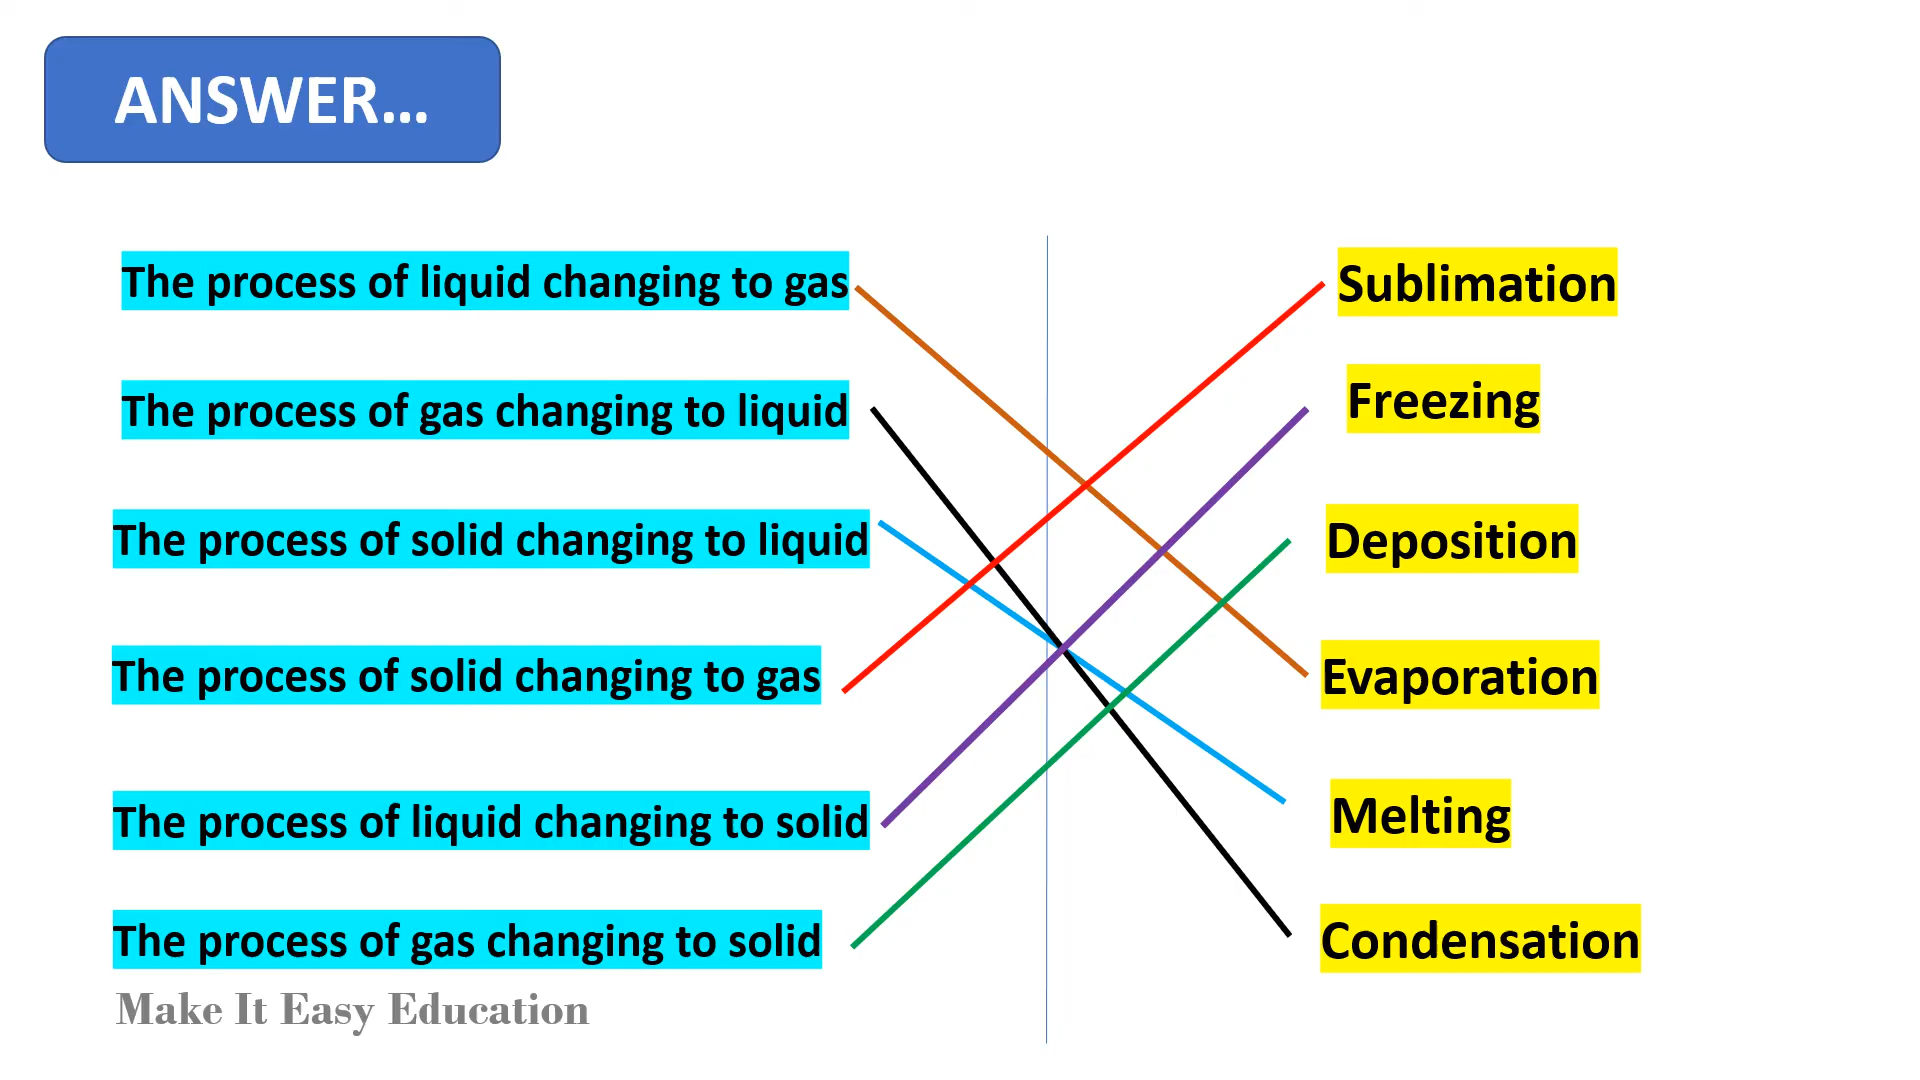 ANSWER...
The process of liquid changing to gas
Sublimation
The process of gas changing to liquid
Freezing
The process of solid changing to liquid
Deposition
The process of solid changing to gas
Evaporation
The process of liquid changing to solid
Melting
The process of gas changing to solid
Condensation
Make It Easy Education